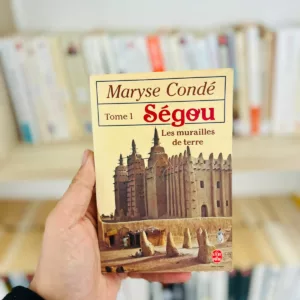 Maryse Condé
Tome 1 Ségou
Les murailles
de terre